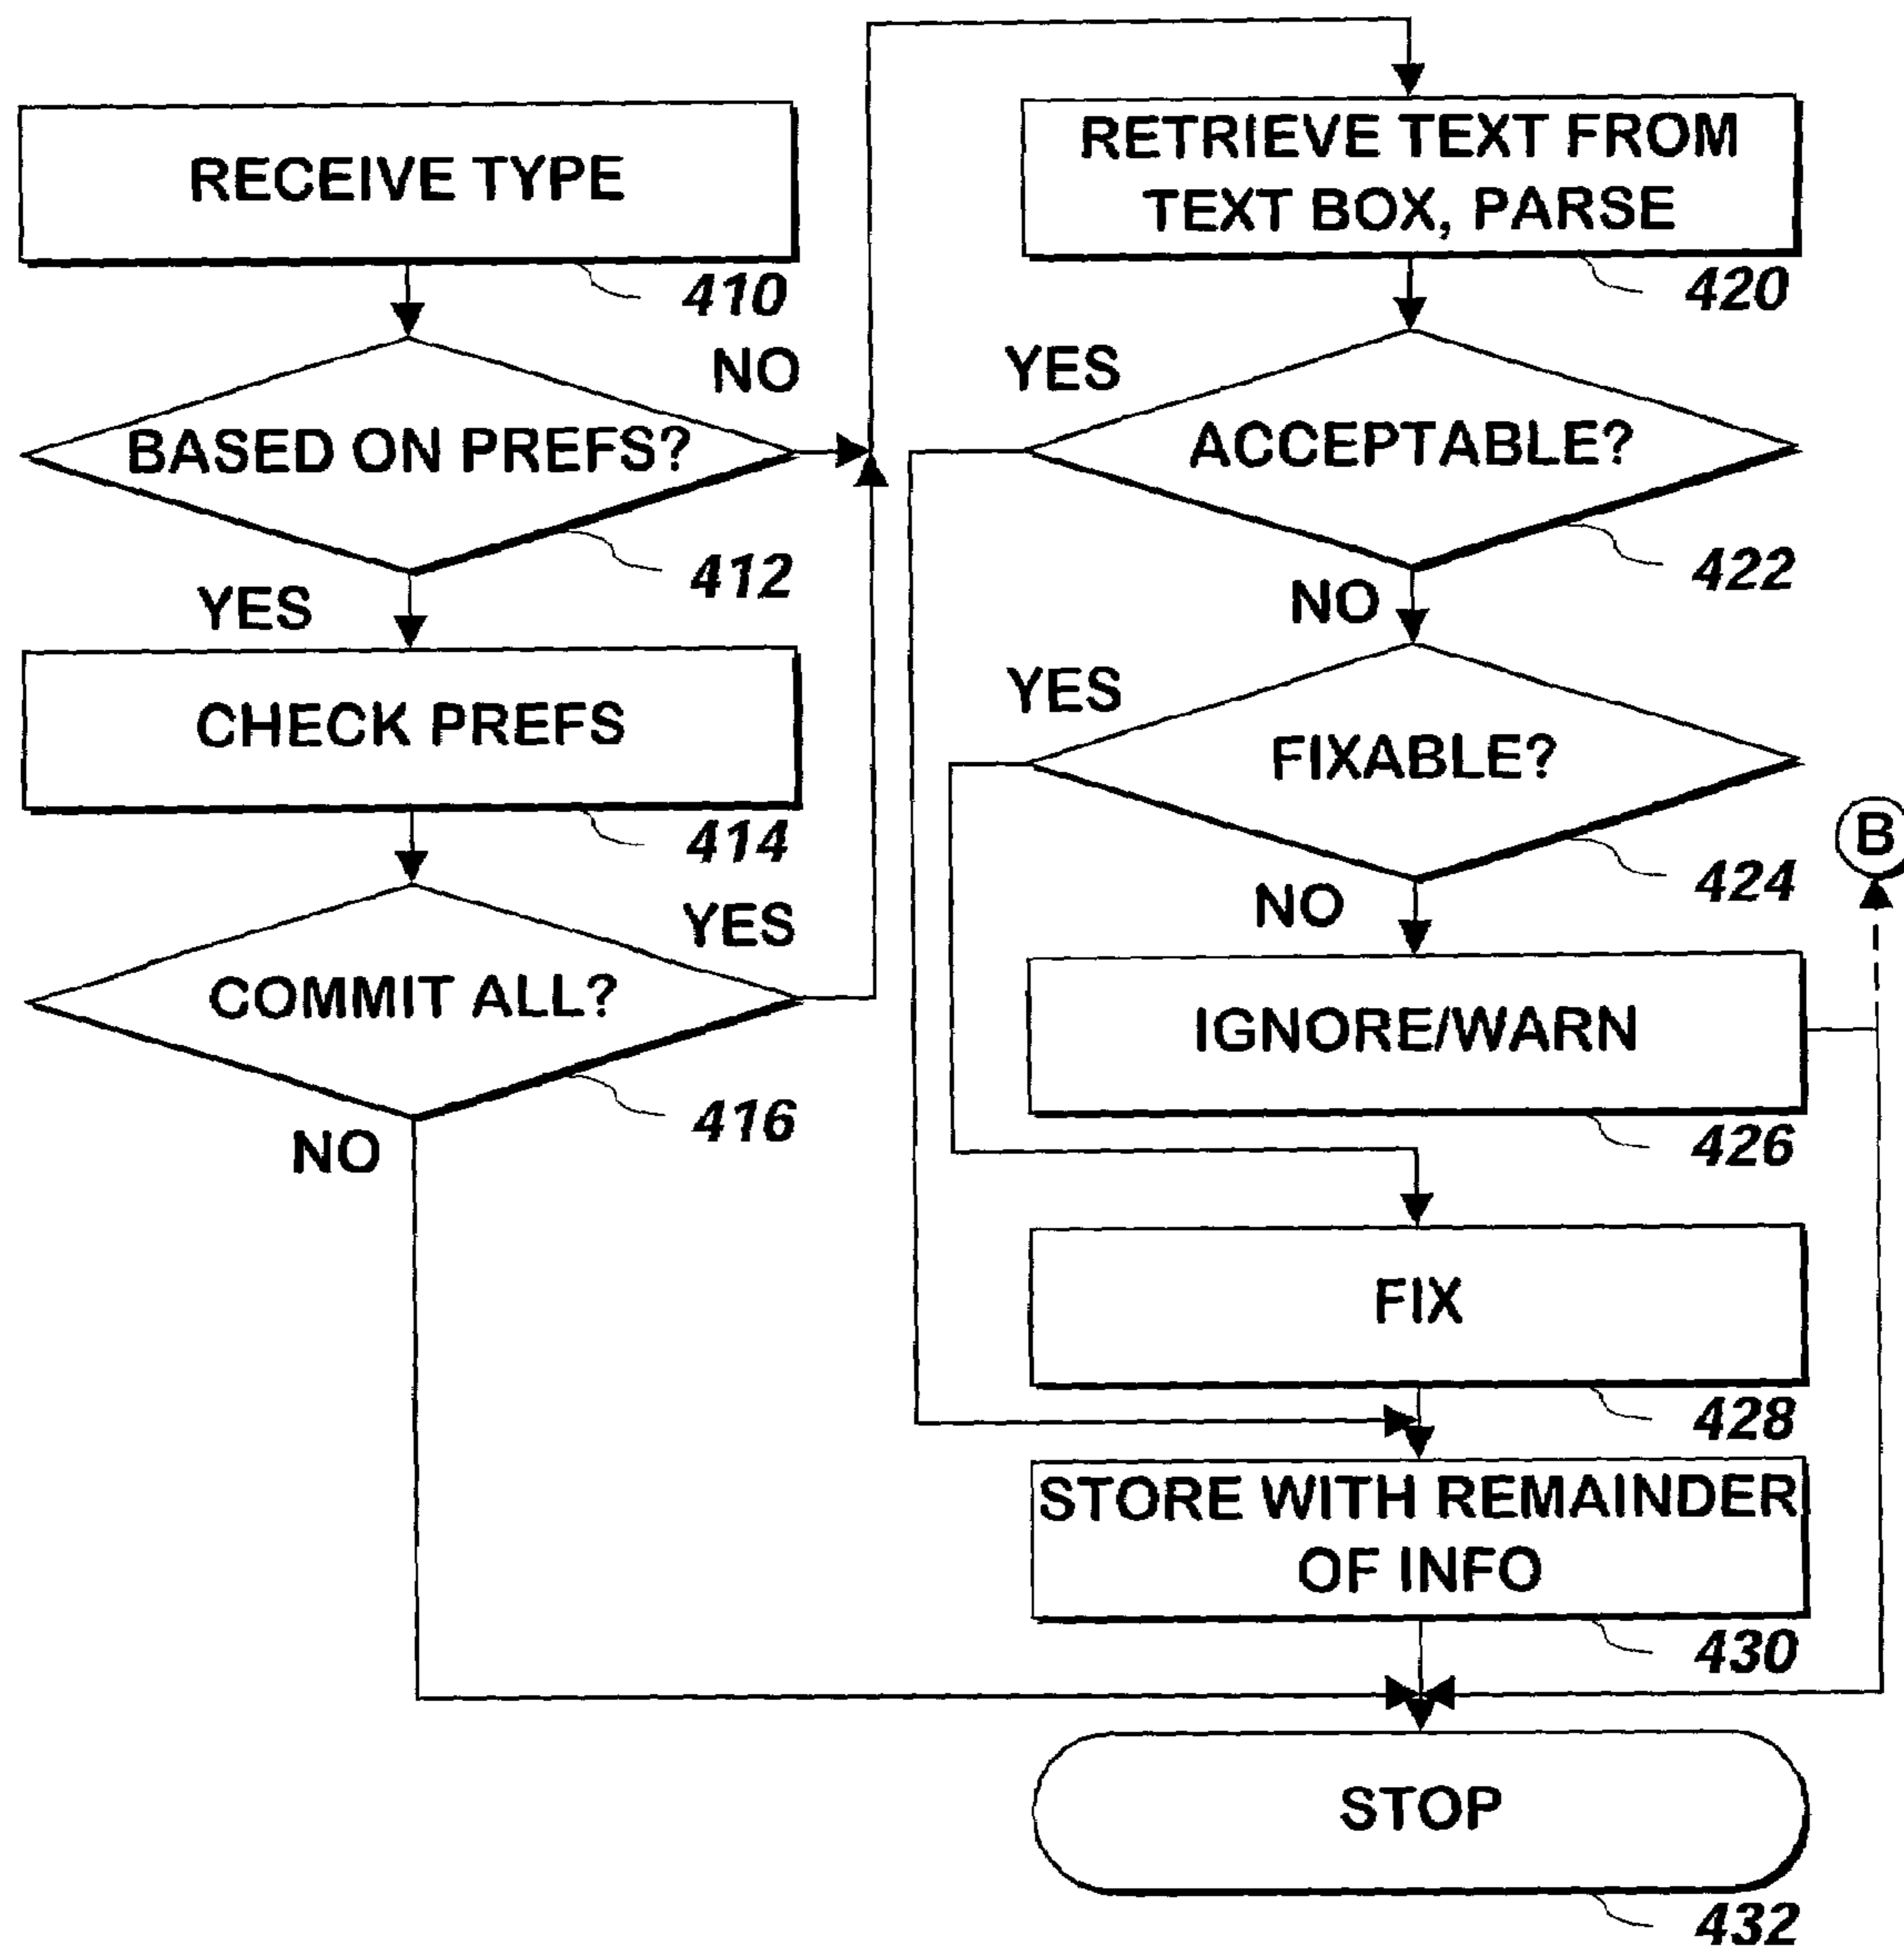 RECEIVE TYPE
410
NO
BASED ON PREFS?
412
YES
CHECK PREFS
414
YES
COMMIT ALL?
416
NO
RETRIEVE TEXT FROM
TEXT BOX, PARSE
420
YES
ACCEPTABLE?
422
NO
YES
FIXABLE?
424
B
NO
IGNORE/WARN
426
FIX
428
STORE WITH REMAINDER
OF INFO
430
STOP
432